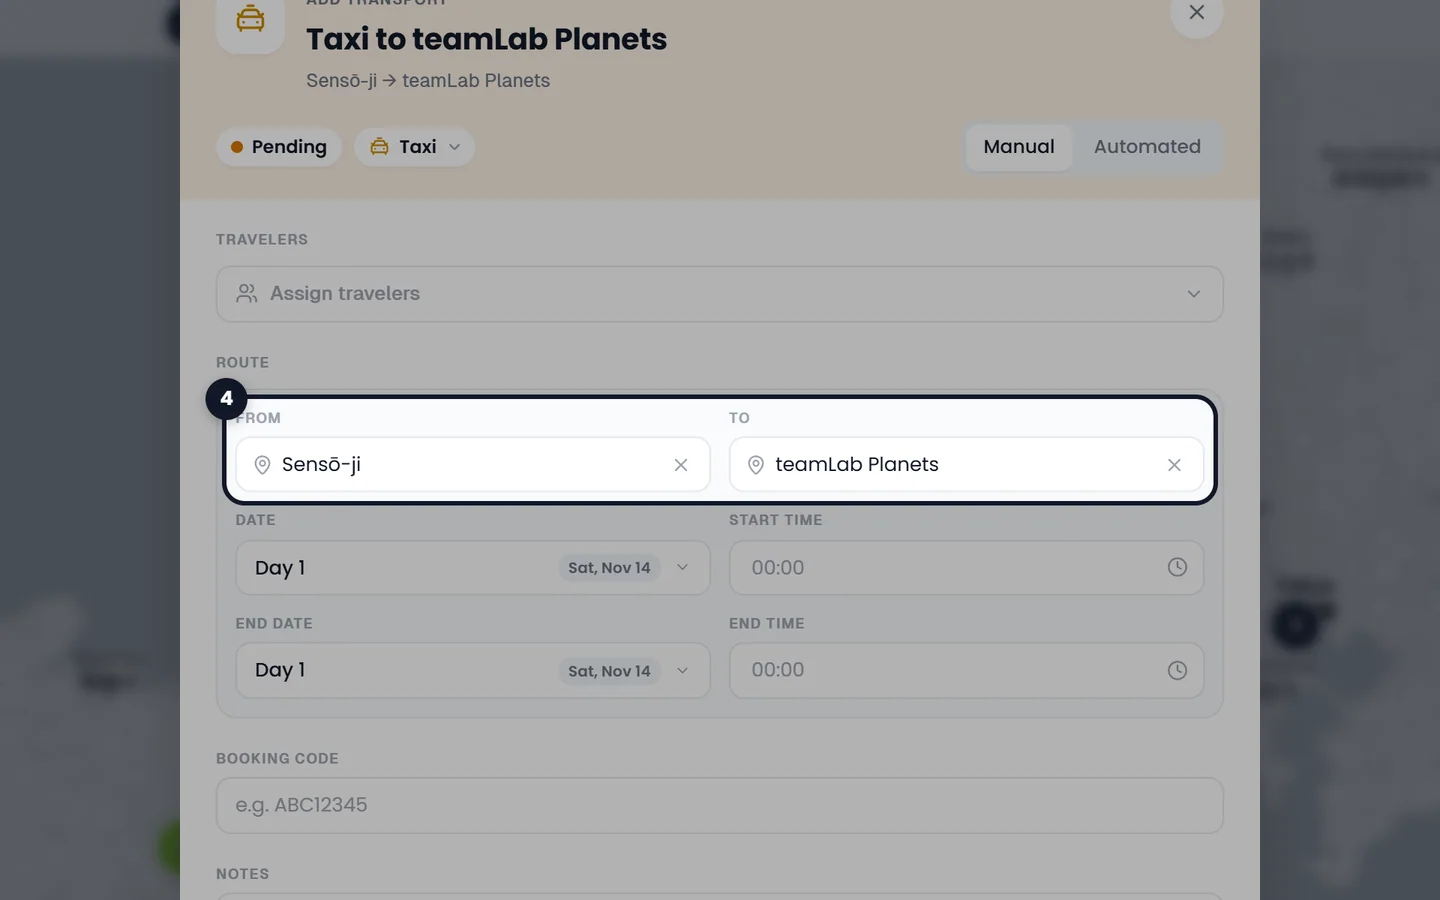 ADD TRANSPORT
Taxi to teamLab Planets
Sensō-ji → teamLab Planets
Pending
Taxi
Manual
Automated
TRAVELERS
Assign travelers
ROUTE
4
FROM
TO
Sensō-ji
teamLab Planets
DATE
START TIME
Day 1
Sat, Nov 14
00:00
END DATE
END TIME
Day 1
Sat, Nov 14
00:00
BOOKING CODE
e.g. ABC12345
NOTES